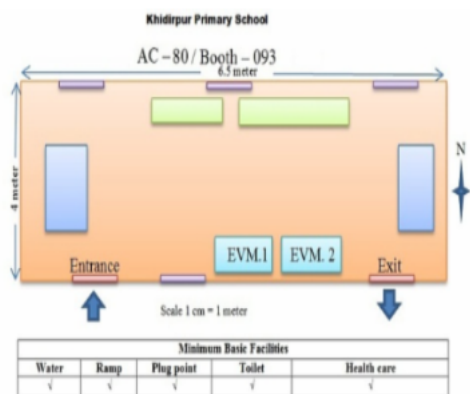 Khidirpur Primary School
AC – 80 / Booth – 093
6.5 meter
4 meter
N
EVM.1
EVM. 2
Entrance
Exit
Scale 1 cm = 1 meter
Minimum Basic Facilities
Water Ramp Plug point Toilet Health care
√ √ √ √ √